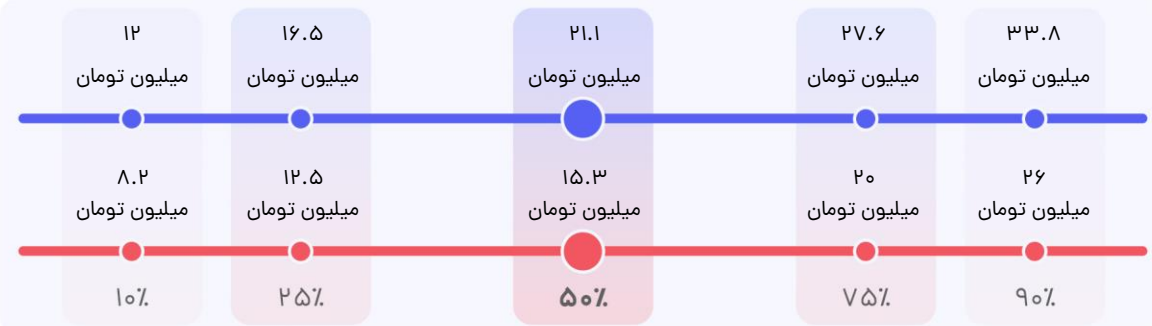 ۱۲ ۱۶.۵ ۲۱.۱ ۲۷.۶ ۳۳.۸
میلیون تومان میلیون تومان میلیون تومان میلیون تومان میلیون تومان
۸.۲ ۱۲.۵ ۱۵.۳ ۲۰ ۲۶
میلیون تومان میلیون تومان میلیون تومان میلیون تومان میلیون تومان
۱۰٪ ۲۵٪ ۵۰٪ ۷۵٪ ۹۰٪